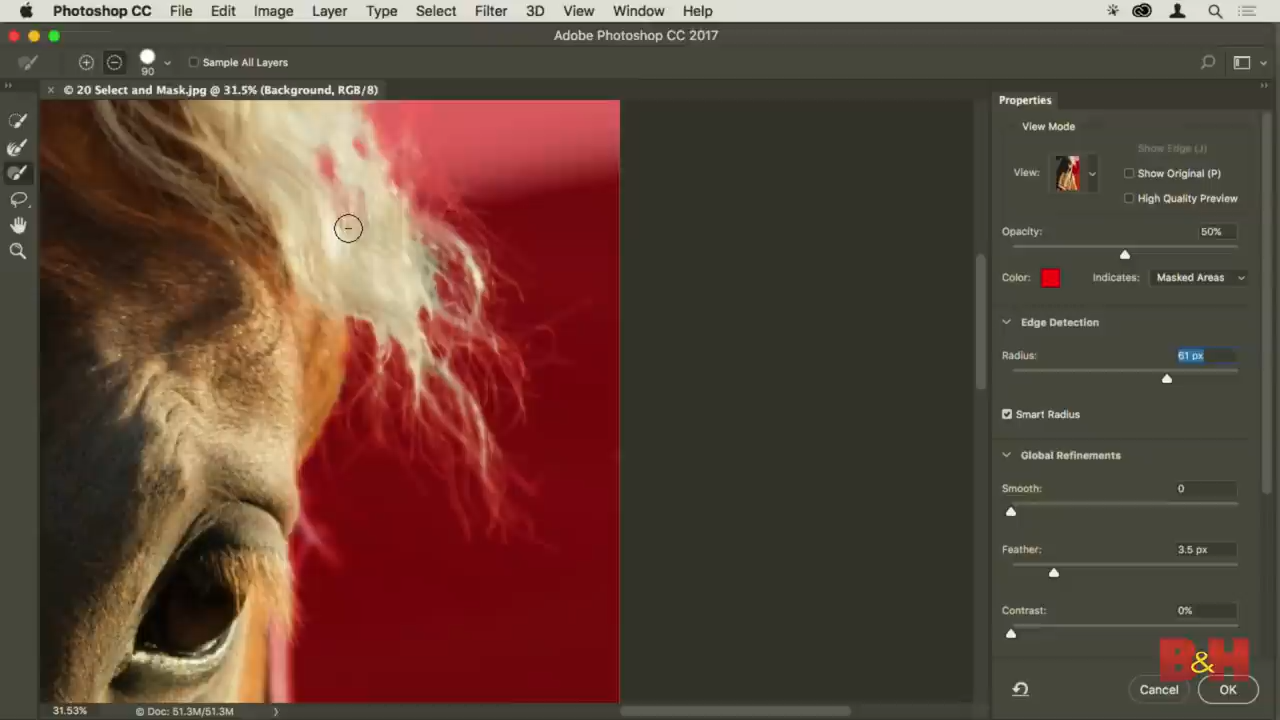 Photoshop CC File Edit Image Layer Type Select Filter 3D View Window Help
Adobe Photoshop CC 2017
90
Sample All Layers
× © 20 Select and Mask.jpg @ 31.5% (Background, RGB/8)
Properties
View Mode
Show Edge (J)
View:
Show Original (P)
High Quality Preview
Opacity: 50%
Color: Indicates: Masked Areas
Edge Detection
Radius: 61 px
Smart Radius
Global Refinements
Smooth: 0
Feather: 3.5 px
Contrast: 0%
B&H
Cancel OK
31.53% © Doc: 51.3M/51.3M